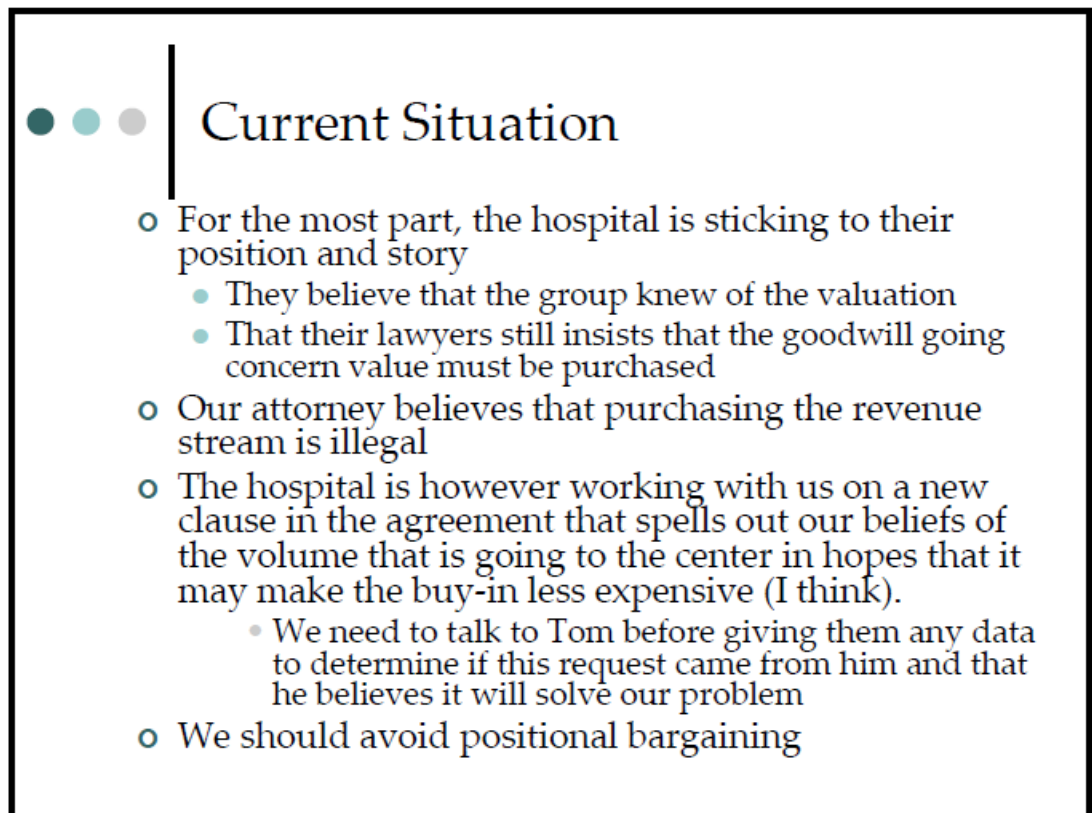 Current Situation
For the most part, the hospital is sticking to their
position and story
They believe that the group knew of the valuation
That their lawyers still insists that the goodwill going
concern value must be purchased
Our attorney believes that purchasing the revenue
stream is illegal
The hospital is however working with us on a new
clause in the agreement that spells out our beliefs of
the volume that is going to the center in hopes that it
may make the buy-in less expensive (I think).
We need to talk to Tom before giving them any data
to determine if this request came from him and that
he believes it will solve our problem
We should avoid positional bargaining